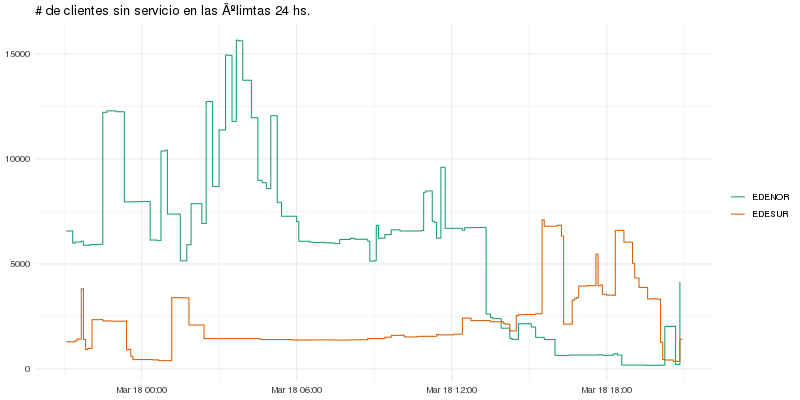 # de clientes sin servicio en las Ãºlimtas 24 hs.
15000
10000
5000
0
Mar 18 00:00
Mar 18 06:00
Mar 18 12:00
Mar 18 18:00
EDENOR
EDESUR